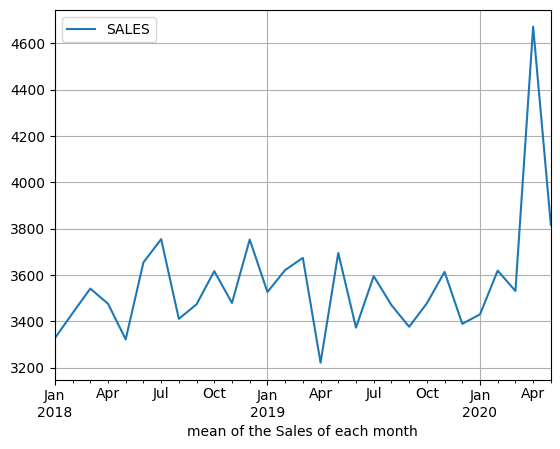 SALES
4600
4400
4200
4000
3800
3600
3400
3200
Jan Apr Jul Oct Jan Apr Jul Oct Jan Apr
2018 2019 2020
mean of the Sales of each month